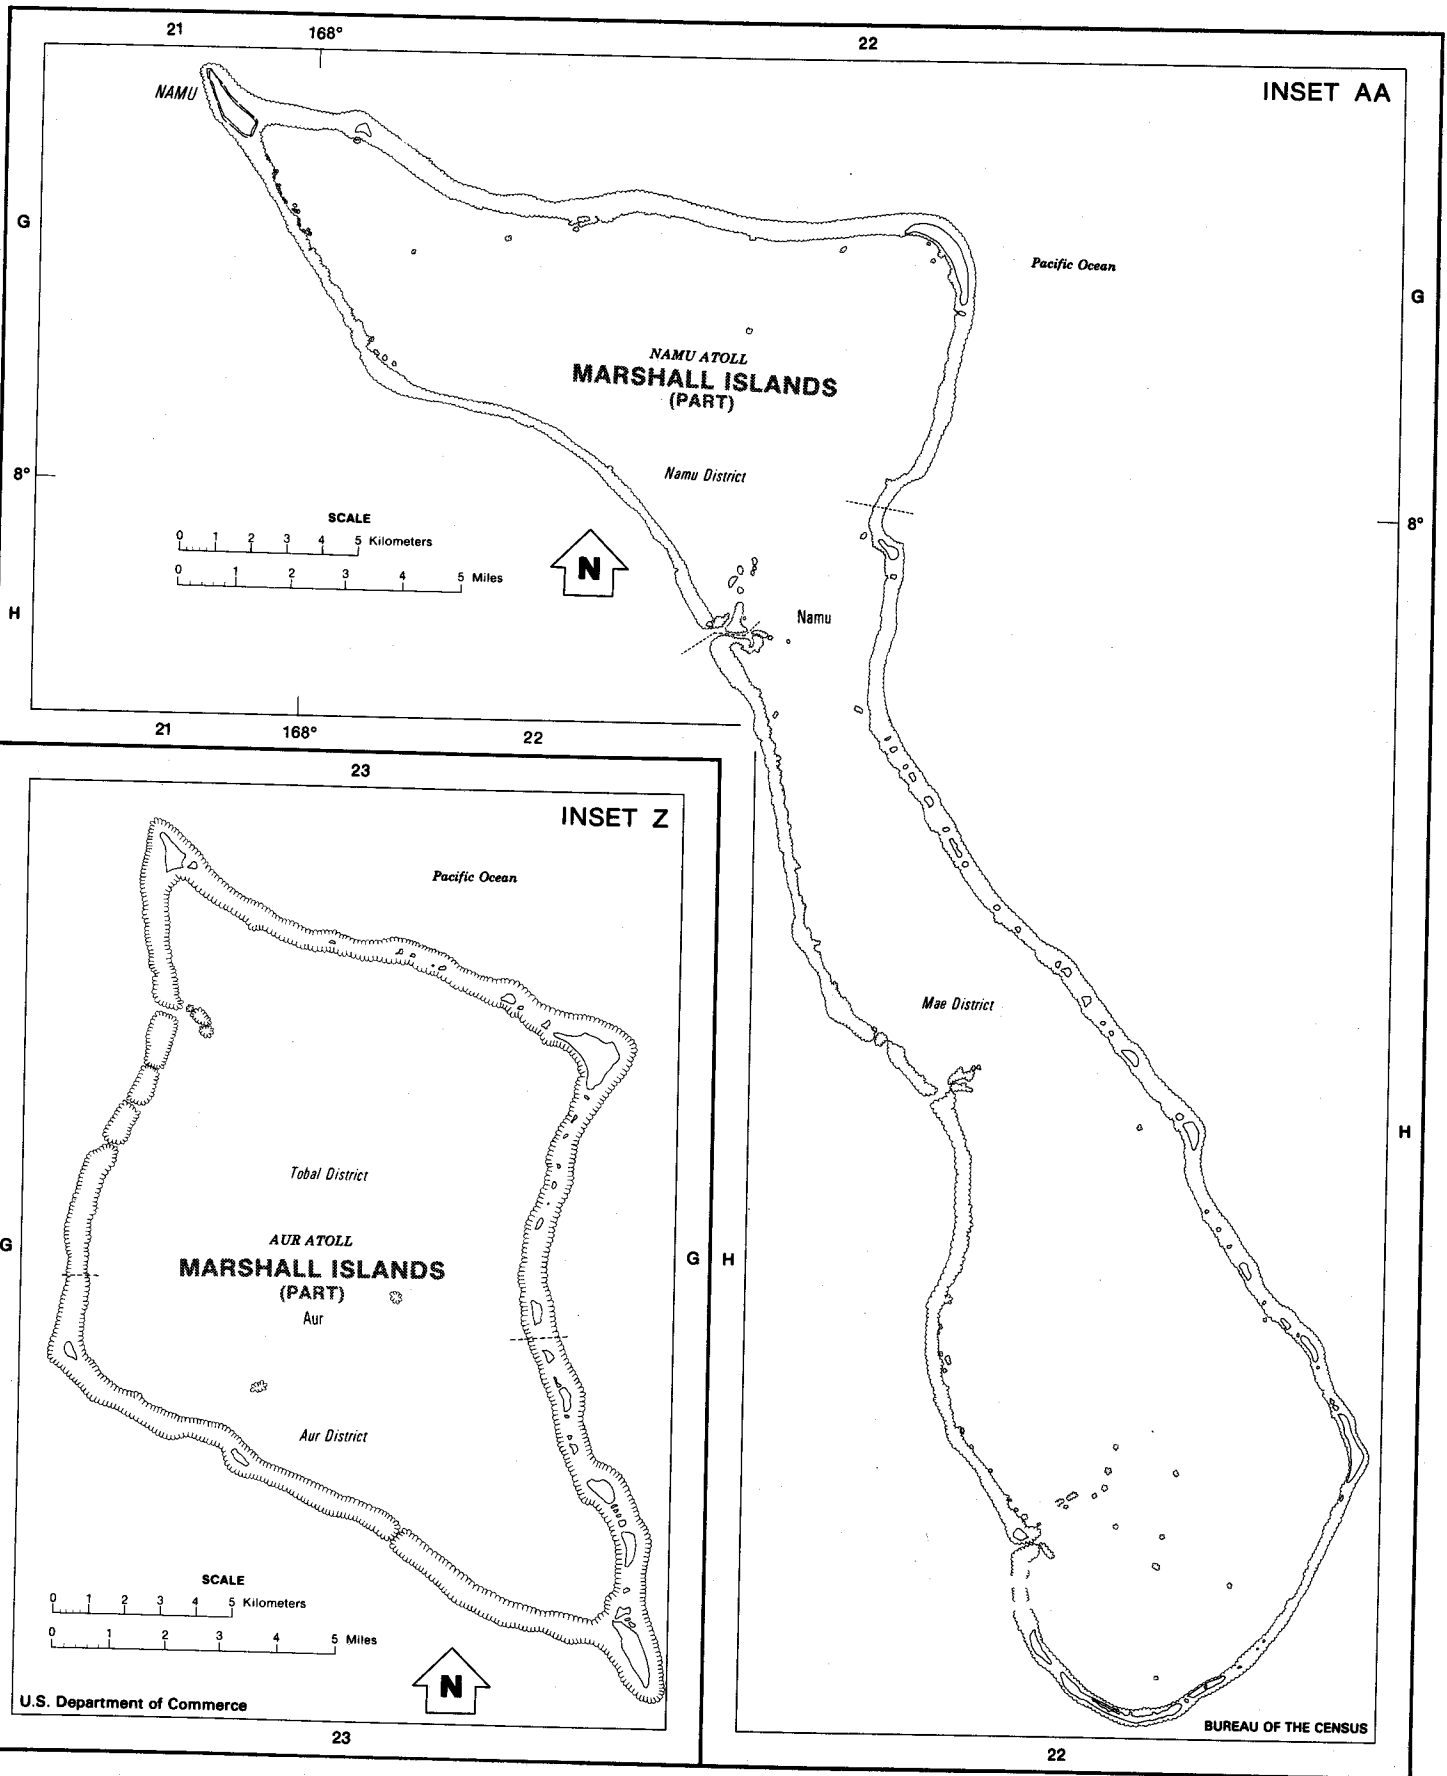 21 168° 22
INSET AA
NAMU
G
Pacific Ocean
G
NAMU ATOLL
MARSHALL ISLANDS
(PART)
Namu District
8°
8°
SCALE
0 1 2 3 4 5 Kilometers
0 1 2 3 4 5 Miles
N
H
Namu
21 168° 22
Mae District
H
H
22
BUREAU OF THE CENSUS
23
INSET Z
Pacific Ocean
Tobal District
G
AUR ATOLL
MARSHALL ISLANDS
(PART)
Aur
G
Aur District
SCALE
0 1 2 3 4 5 Kilometers
0 1 2 3 4 5 Miles
N
U.S. Department of Commerce
23